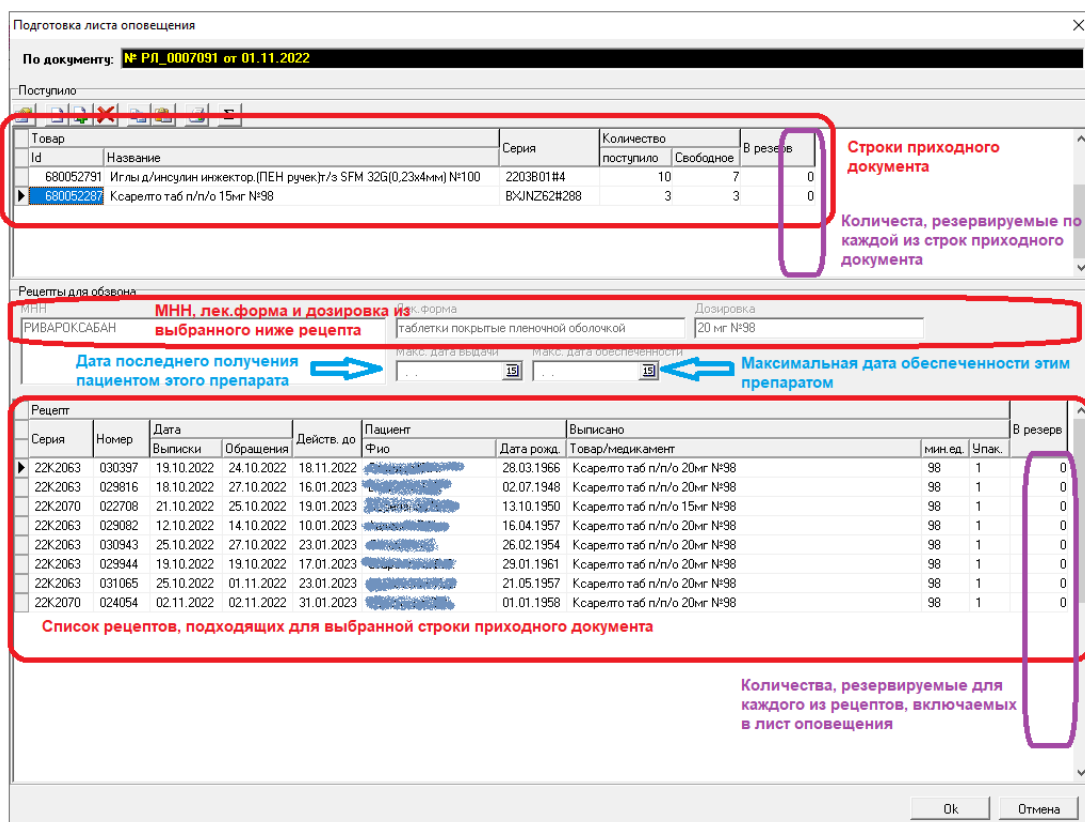 Подготовка листа оповещения
По документу: № РЛ_0007091 от 01.11.2022
Поступило
Товар Серия Количество В резерв
Id Название поступило Свободное
680052791 Иглы д/инсулин инжектор.(ПЕН ручек)т/s SFM 32G(0,23х4мм) №100 2203B01#4 10 7 0
680052287 Ксарелто таб п/п/о 15мг №98 BXJNZ62#288 3 3 0
Строки приходного
документа
Количеста, резервируемые по
каждой из строк приходного
документа
Рецепты для обзвона
МНН Лек.форма Дозировка
МНН, лек.форма и дозировка из
выбранного ниже рецепта
РИВАРОКСАБАН таблетки покрытые пленочной оболочкой 20 мг №98
Макс. дата выдачи Макс. дата обеспеченности
Дата последнего получения
пациентом этого препарата
. . 15 . . 15
Максимальная дата обеспеченности этим
препаратом
Рецепт В резерв
Серия Номер Дата Действ. до Пациент Выписано
Выписки Обращения Фио Дата рожд. Товар/медикамент мин.ед. Упак.
22К2063 030397 19.10.2022 24.10.2022 18.11.2022 28.03.1966 Ксарелто таб п/п/о 20мг №98 98 1 0
22К2063 029816 18.10.2022 27.10.2022 16.01.2023 02.07.1948 Ксарелто таб п/п/о 20мг №98 98 1 0
22К2070 022708 21.10.2022 25.10.2022 19.01.2023 13.10.1950 Ксарелто таб п/п/о 15мг №98 98 1 0
22К2063 029082 12.10.2022 14.10.2022 10.01.2023 16.04.1957 Ксарелто таб п/п/о 20мг №98 98 1 0
22К2063 030943 25.10.2022 27.10.2022 23.01.2023 26.02.1954 Ксарелто таб п/п/о 20мг №98 98 1 0
22К2063 029944 19.10.2022 19.10.2022 17.01.2023 29.01.1961 Ксарелто таб п/п/о 20мг №98 98 1 0
22К2063 031065 25.10.2022 01.11.2022 23.01.2023 21.05.1957 Ксарелто таб п/п/о 20мг №98 98 1 0
22К2070 024054 02.11.2022 02.11.2022 31.01.2023 01.01.1958 Ксарелто таб п/п/о 20мг №98 98 1 0
Список рецептов, подходящих для выбранной строки приходного документа
Количества, резервируемые для
каждого из рецептов, включаемых
в лист оповещения
Ok Отмена